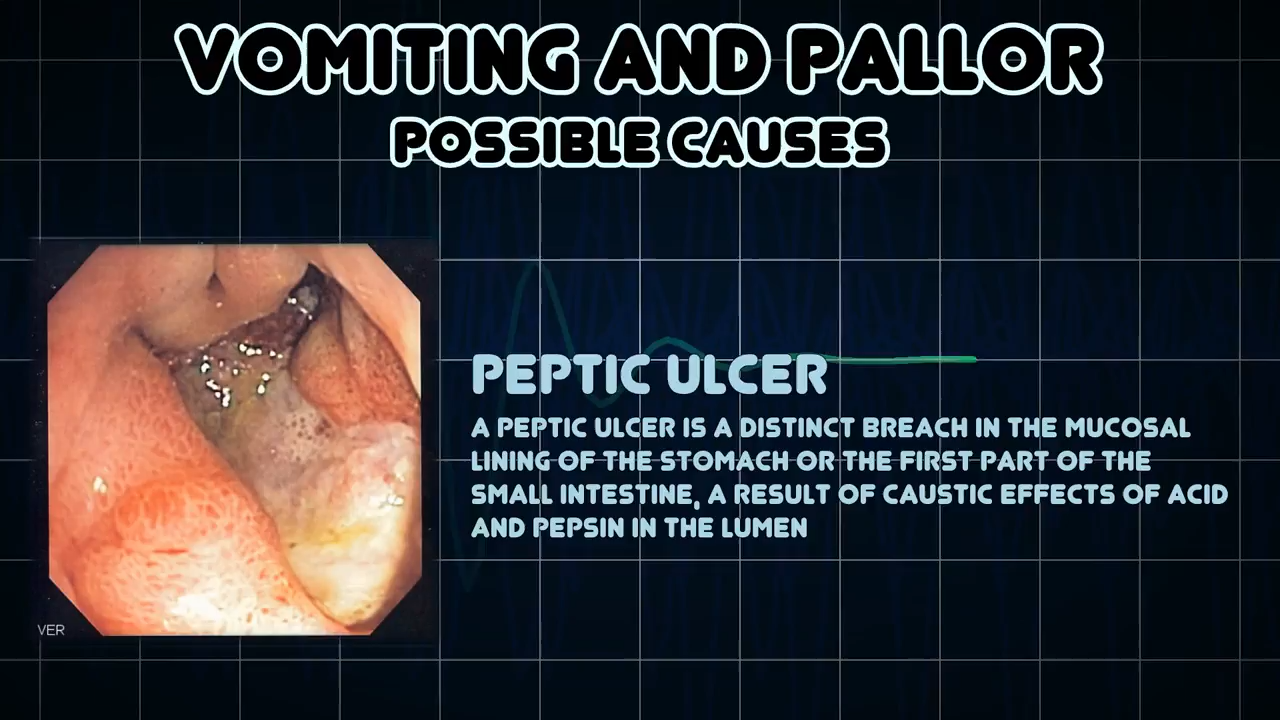 VOMITING AND PALLOR
POSSIBLE CAUSES
PEPTIC ULCER
A PEPTIC ULCER IS A DISTINCT BREACH IN THE MUCOSAL
LINING OF THE STOMACH OR THE FIRST PART OF THE
SMALL INTESTINE, A RESULT OF CAUSTIC EFFECTS OF ACID
AND PEPSIN IN THE LUMEN
VER